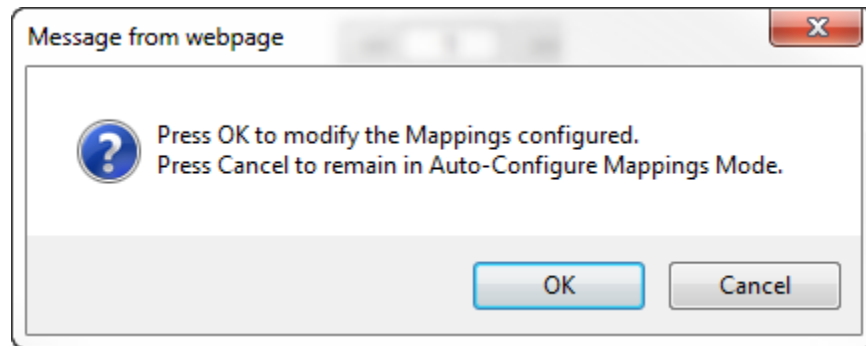 Message from webpage
Press OK to modify the Mappings configured.
Press Cancel to remain in Auto-Configure Mappings Mode.
OK
Cancel